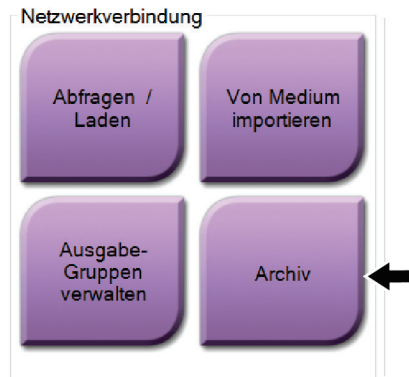 Netzwerkverbindung
Abfragen /
Laden
Von Medium
importieren
Ausgabe-
Gruppen
verwalten
Archiv